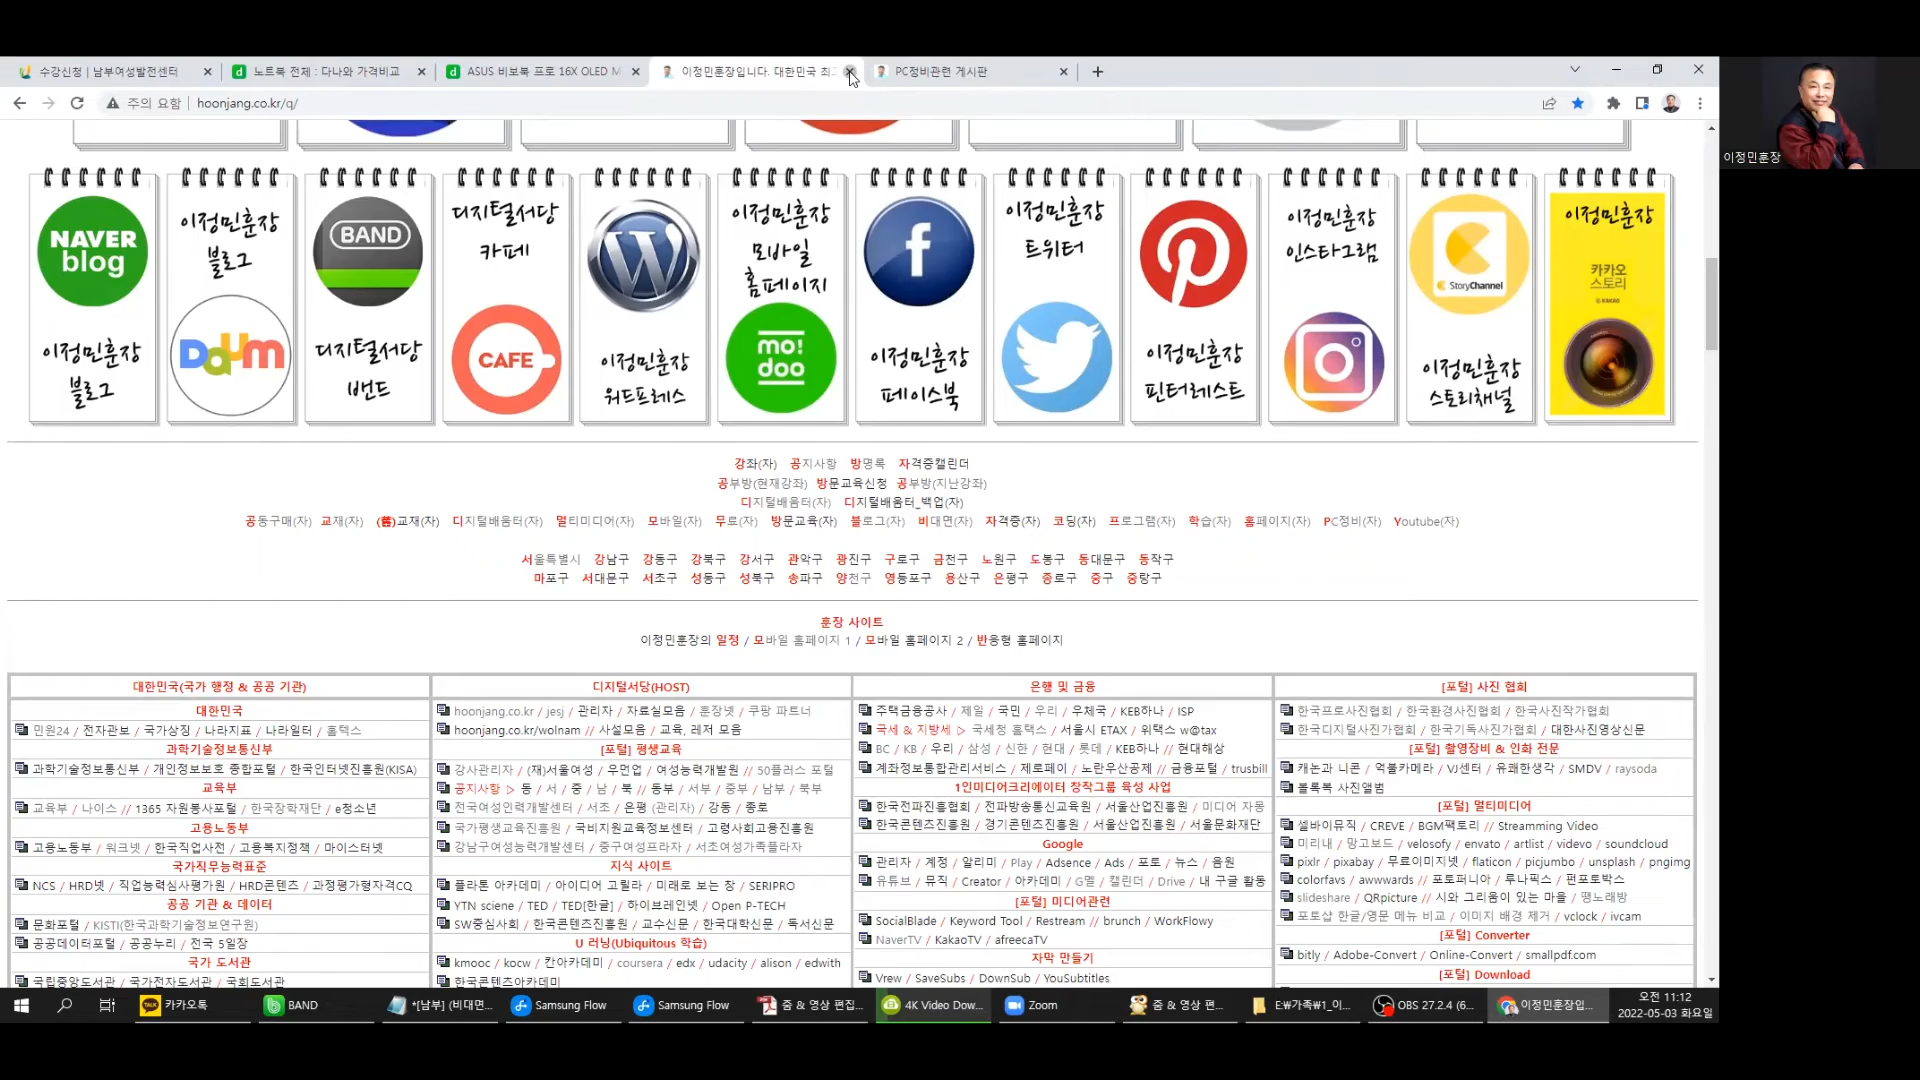 수강신청 | 남부여성발전센터
노트북 전체 : 다나와 가격비교
ASUS 비보북 프로 16X OLED M
이정민훈장입니다. 대한민국 최고
PC정비관련 게시판
주의 요함
hoonjang.co.kr/q/
이정민훈장
NAVER blog
이정민훈장 블로그
이정민훈장 블로그
Daum
BAND
디지털서당 밴드
디지털서당 카페
CAFE
이정민훈장 워드프레스
이정민훈장 모바일 홈페이지
mo! doo
이정민훈장 페이스북
이정민훈장 트위터
이정민훈장 핀터레스트
이정민훈장 인스타그램
StoryChannel
이정민훈장 스토리채널
이정민훈장
카카오 스토리
강좌(자) 공지사항 방명록 자격증캘린더
공부방(현재강좌) 방문교육신청 공부방(지난강좌)
디지털배움터(자) 디지털배움터_백업(자)
공동구매(자) 교재(자) (舊)교재(자) 디지털배움터(자) 멀티미디어(자) 모바일(자) 무료(자) 방문교육(자) 블로그(자) 비대면(자) 자격증(자) 코딩(자) 프로그램(자) 학습(자) 홈페이지(자) PC정비(자) Youtube(자)
서울특별시 강남구 강동구 강북구 강서구 관악구 광진구 구로구 금천구 노원구 도봉구 동대문구 동작구
마포구 서대문구 서초구 성동구 성북구 송파구 양천구 영등포구 용산구 은평구 종로구 중구 중랑구
훈장 사이트
이정민훈장의 일정 / 모바일 홈페이지 1 / 모바일 홈페이지 2 / 반응형 홈페이지
대한민국(국가 행정 & 공공 기관)
대한민국
민원24 / 전자관보 / 국가상징 / 나라지표 / 나라일터 / 홈텍스
과학기술정보통신부
과학기술정보통신부 / 개인정보보호 종합포털 / 한국인터넷진흥원(KISA)
교육부
교육부 / 나이스 // 1365 자원봉사포털 / 한국장학재단 / e청소년
고용노동부
고용노동부 / 워크넷 / 한국직업사전 / 고용복지정책 / 마이스터넷
국가직무능력표준
NCS / HRD넷 / 직업능력심사평가원 / HRD콘텐츠 / 과정평가형자격CQ
공공 기관 & 데이터
문화포털 / KISTI(한국과학기술정보연구원)
공공데이터포털 / 공공누리 / 전국 5일장
국가 도서관
국립중앙도서관 / 국가전자도서관 / 국회도서관
디지털서당(HOST)
hoonjang.co.kr / jesj / 관리자 / 자료실모음 / 훈장넷 / 쿠팡 파트너
hoonjang.co.kr/wolnam // 사설모음 / 교육, 레저 모음
[포털] 평생교육
강사관리자 / (재)서울여성 / 우먼업 / 여성능력개발원 // 50플러스 포털
공지사항 ▷ 동 / 서 / 중 / 남 / 북 // 동부 / 서부 / 중부 / 남부 / 북부
전국여성인력개발센터 / 서초 / 은평 (관리자) / 강동 / 종로
국가평생교육진흥원 / 국비지원교육정보센터 / 고령사회고용진흥원
강남구여성능력개발센터 / 중구여성프라자 / 서초여성가족플라자
지식 사이트
플라톤 아카데미 / 아이디어 고릴라 / 미래로 보는 창 / SERIPRO
YTN sciene / TED / TED[한글] / 하이브레인넷 / Open P-TECH
SW중심사회 / 한국콘텐츠진흥원 / 교수신문 / 한국대학신문 / 독서신문
U 러닝(Ubiquitous 학습)
kmooc / kocw / 칸아카데미 / coursera / edx / udacity / alison / edwith
한국콘텐츠아카데미
은행 및 금융
주택금융공사 / 제일 / 국민 / 우리 / 우체국 / KEB하나 / ISP
국세 & 지방세 ▷ 국세청 홈택스 / 서울시 ETAX / 위택스 w@tax
BC / KB / 우리 / 삼성 / 신한 / 현대 / 롯데 / KEB하나 // 현대해상
계좌정보통합관리서비스 / 제로페이 / 노란우산공제 // 금융포털 / trusbill
1인미디어크리에이터 창작그룹 육성 사업
한국전파진흥협회 / 전파방송통신교육원 / 서울산업진흥원 / 미디어 자몽
한국콘텐츠진흥원 / 경기콘텐츠진흥원 / 서울산업진흥원 / 서울문화재단
Google
관리자 / 계정 / 알리미 / Play / Adsence / Ads / 포토 / 뉴스 / 음원
유튜브 / 뮤직 / Creator / 아카데미 / G멜 / 캘린더 / Drive / 내 구글 활동
[포털] 미디어관련
SocialBlade / Keyword Tool / Restream // brunch / WorkFlowy
NaverTV / KakaoTV / afreecaTV
자막 만들기
Vrew / SaveSubs / DownSub / YouSubtitles
[포털] 사진 협회
한국프로사진협회 / 한국환경사진협회 / 한국사진작가협회
한국디지털사진가협회 / 한국기독사진가협회 / 대한사진영상신문
[포털] 촬영장비 & 인화 전문
캐논과 니콘 / 억불카메라 / VJ센터 / 유쾌한생각 / SMDV / raysoda
볼록북 사진앨범
[포털] 멀티미디어
셀바이뮤직 / CREVE / BGM팩토리 // Streamming Video
미리내 / 망고보드 / velosofy / envato / artlist / videvo / soundcloud
pixlr / pixabay / 무료이미지넷 / flaticon / picjumbo / unsplash / pngimg
colorfavs / awwwards // 포토퍼니아 / 루나픽스 / 펀포토박스
slideshare / QRpicture // 시와 그리움이 있는 마을 / 땡노래방
포토샵 한글/영문 메뉴 비교 / 이미지 배경 제거 / vclock / ivcam
[포털] Converter
bitly / Adobe-Convert / Online-Convert / smallpdf.com
[포털] Download
카카오톡
BAND
*[남부] (비대면...
Samsung Flow
Samsung Flow
줌 & 영상 편집...
4K Video Dow...
Zoom
줌 & 영상 편...
E:₩가족₩1_이...
OBS 27.2.4 (6...
이정민훈장입...
오전 11:12
2022-05-03 화요일